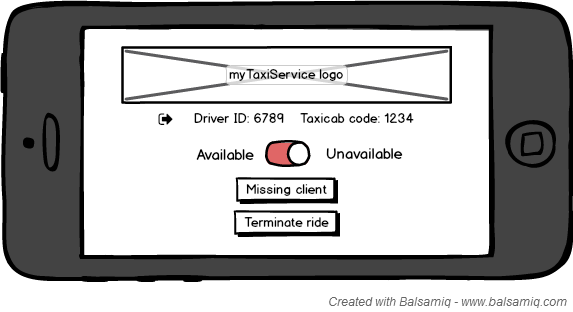 myTaxiService logo
Driver ID: 6789 Taxicab code: 1234
Available Unavailable
Missing client
Terminate ride
Created with Balsamiq - www.balsamiq.com